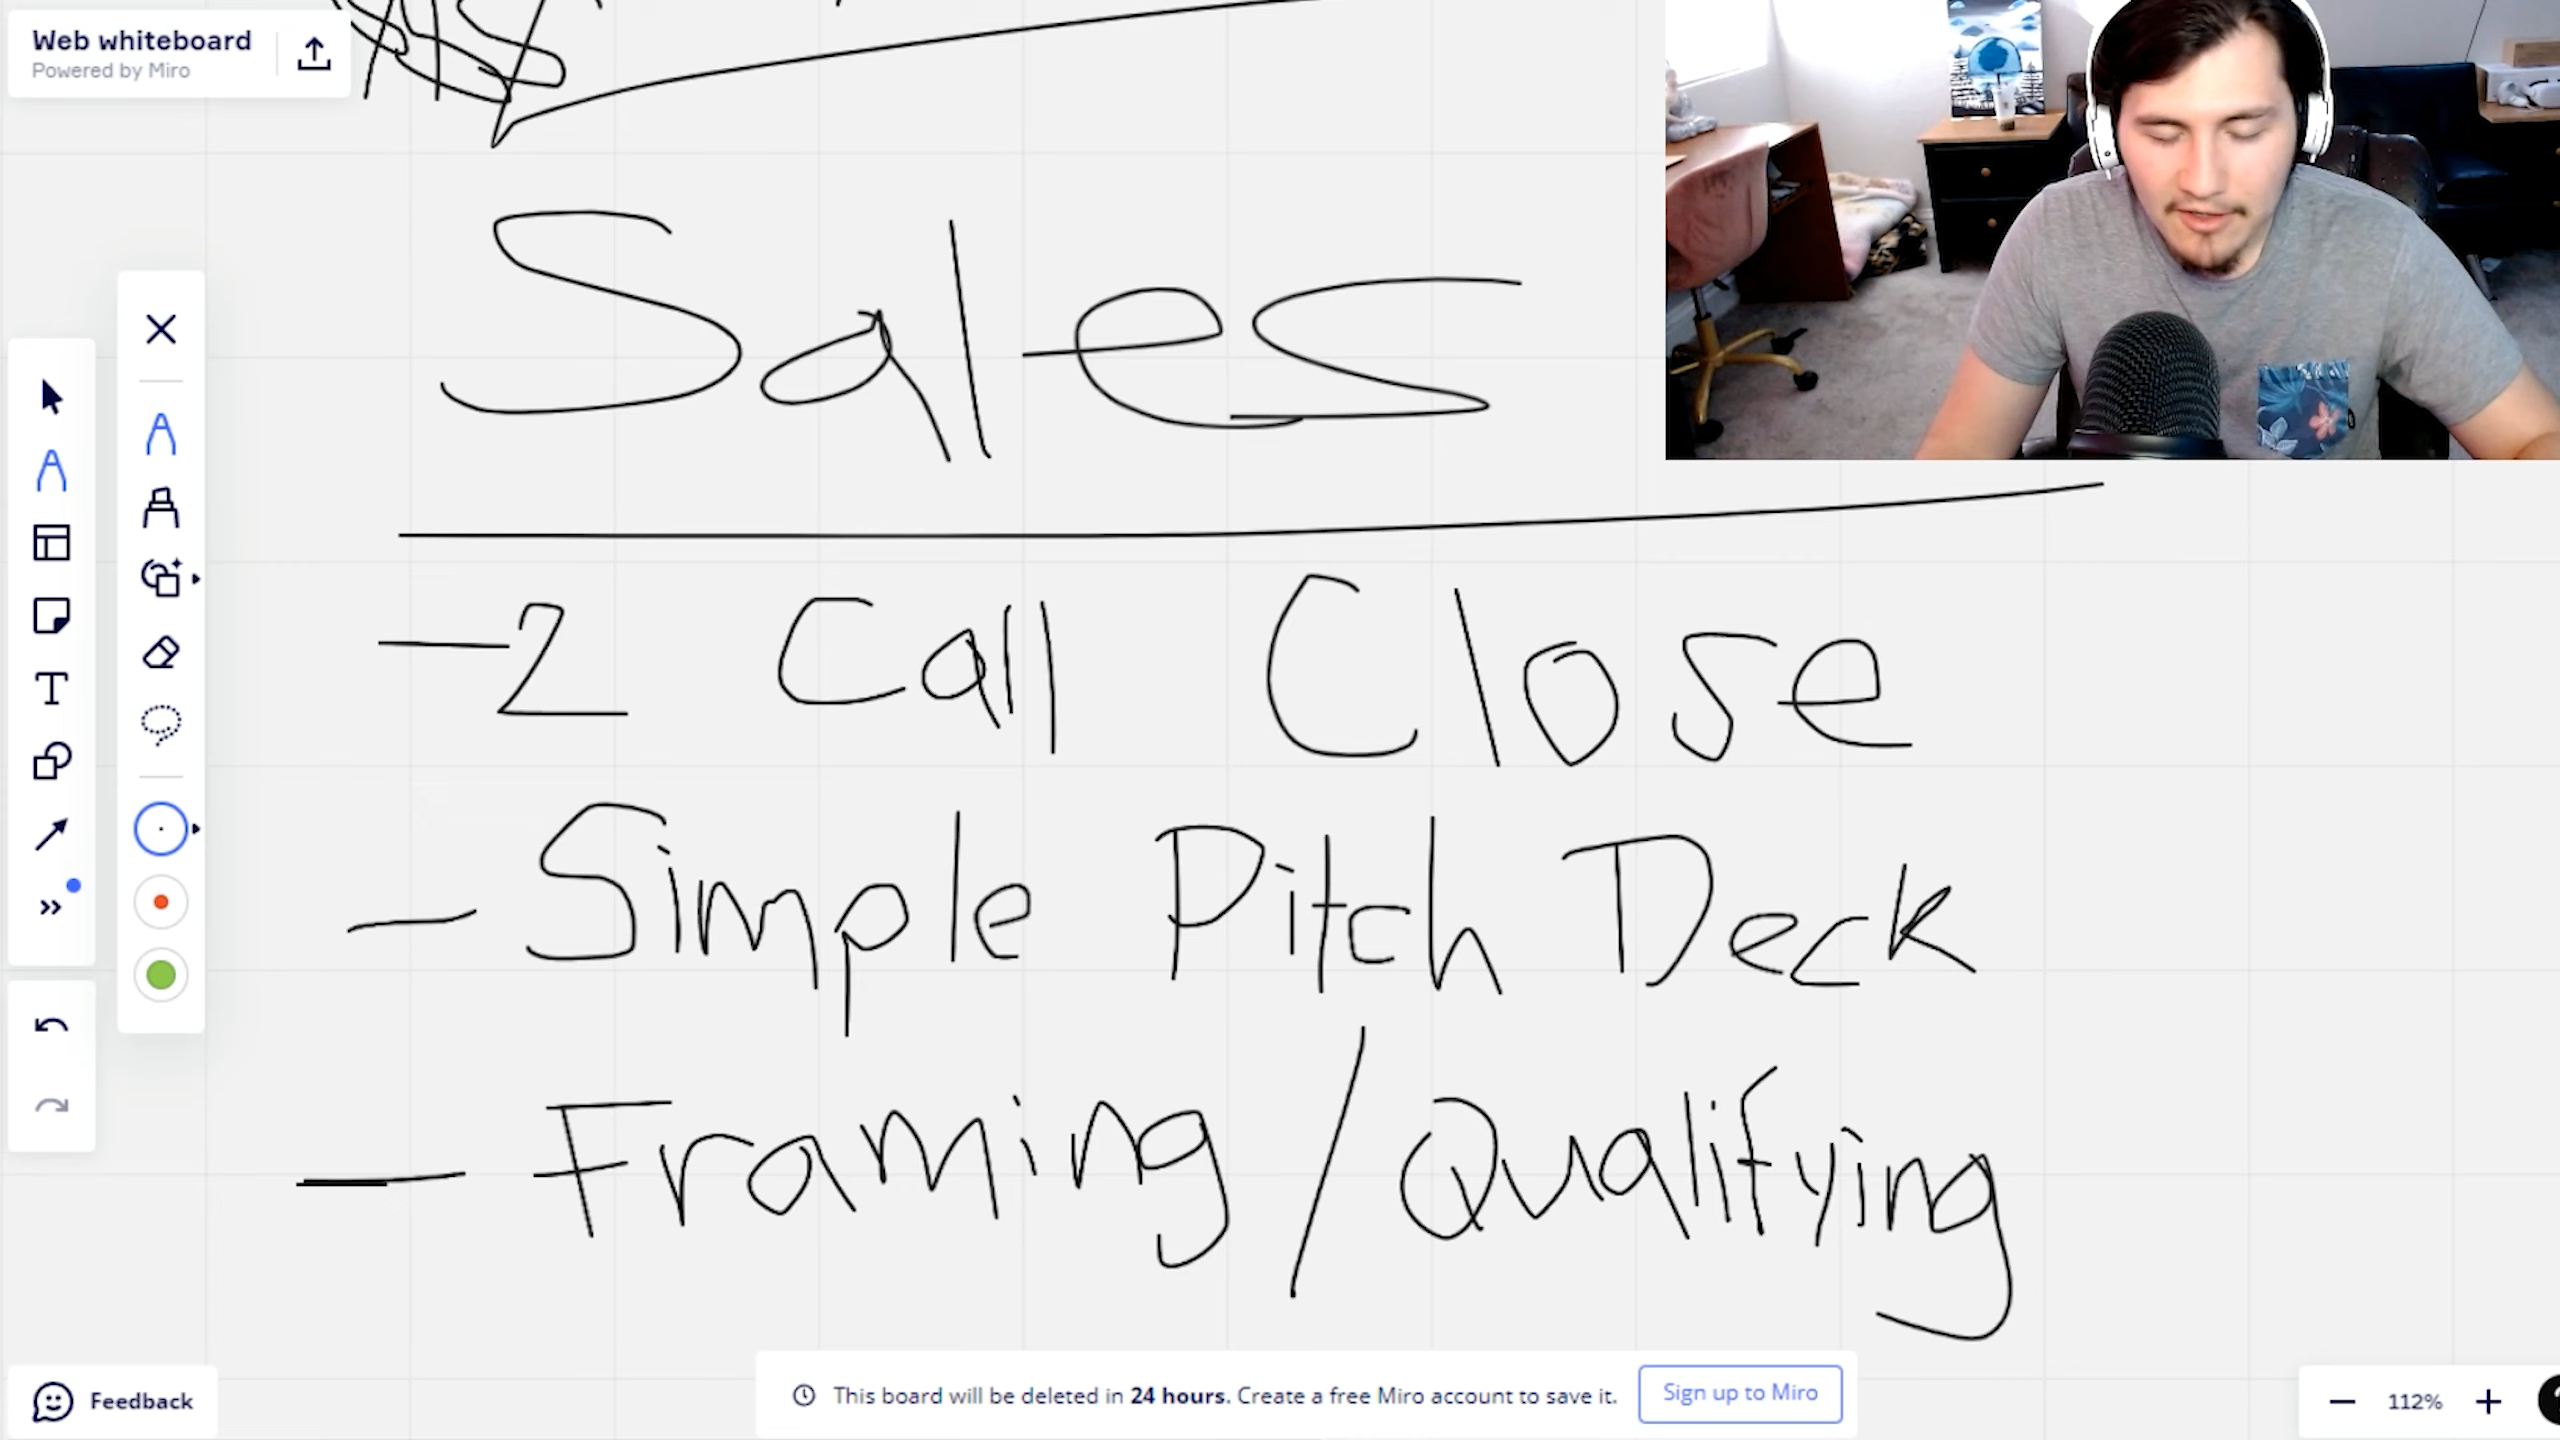 Web whiteboard
Powered by Miro
Sales
- 2 Call Close
- Simple Pitch Deck
- Framing / Qualifying
Feedback
This board will be deleted in 24 hours. Create a free Miro account to save it.
Sign up to Miro
112%